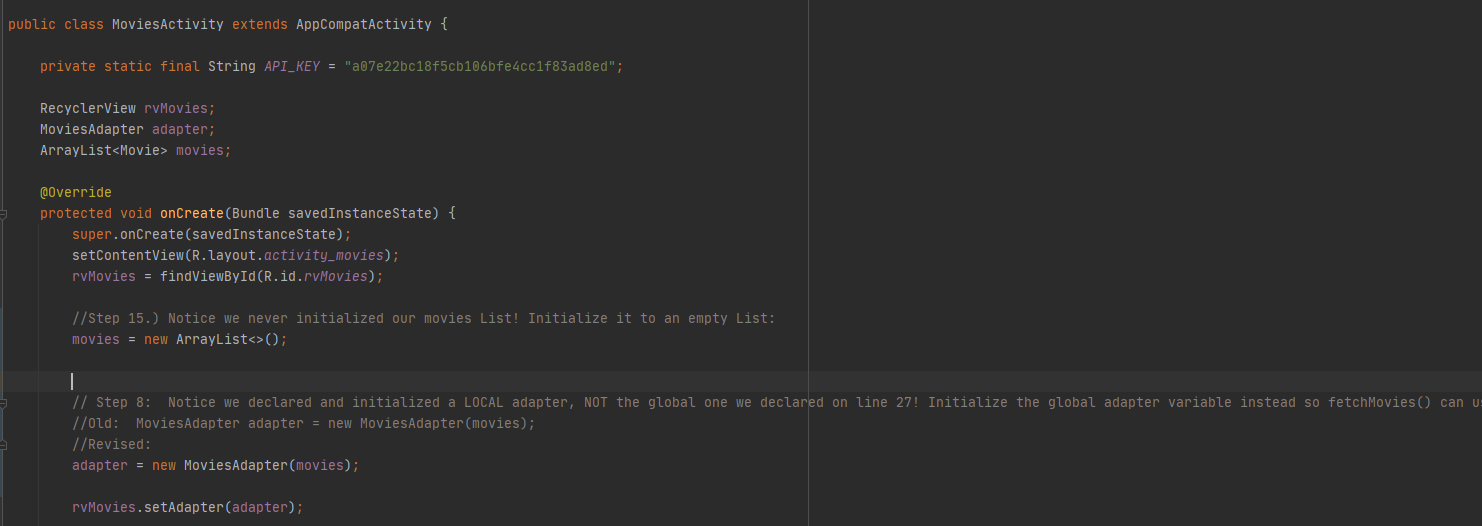 public class MoviesActivity extends AppCompatActivity {
private static final String API_KEY = "a07e22bc18f5cb106bfe4cc1f83ad8ed";
RecyclerView rvMovies;
MoviesAdapter adapter;
ArrayList<Movie> movies;
@Override
protected void onCreate(Bundle savedInstanceState) {
super.onCreate(savedInstanceState);
setContentView(R.layout.activity_movies);
rvMovies = findViewById(R.id.rvMovies);
//Step 15.) Notice we never initialized our movies List! Initialize it to an empty List:
movies = new ArrayList<>();
// Step 8:  Notice we declared and initialized a LOCAL adapter, NOT the global one we declared on line 27! Initialize the global adapter variable instead so fetchMovies() can
//Old:  MoviesAdapter adapter = new MoviesAdapter(movies);
//Revised:
adapter = new MoviesAdapter(movies);
rvMovies.setAdapter(adapter);